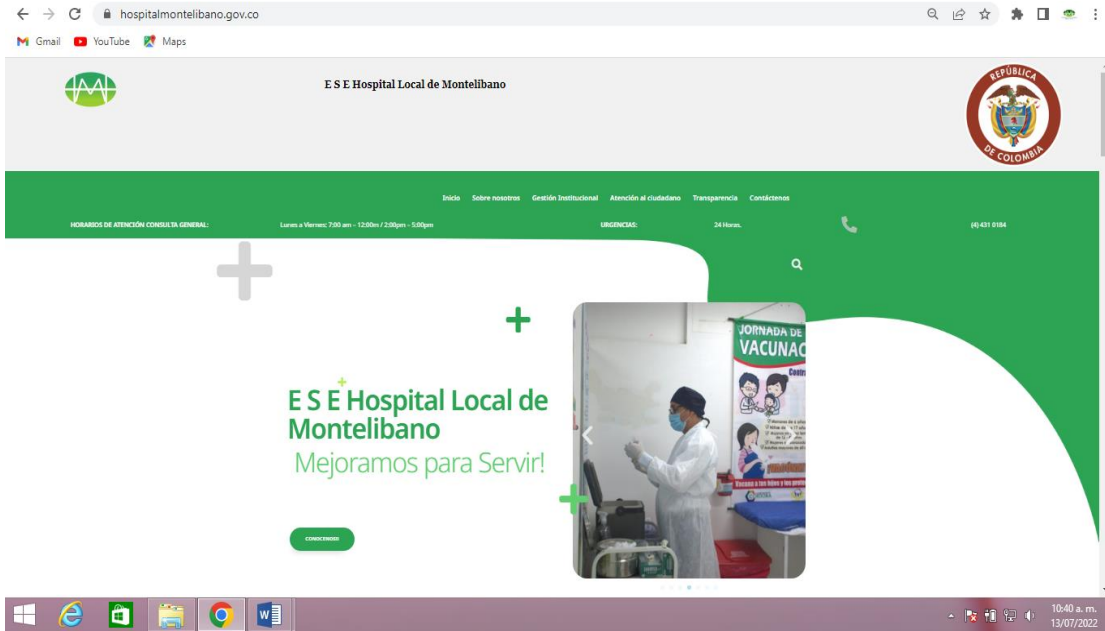 hospitalmontelibano.gov.co
Gmail YouTube Maps
E S E Hospital Local de Montelibano
REPÚBLICA
DE COLOMBIA
Inicio Sobre nosotros Gestión Institucional Atención al ciudadano Transparencia Contáctenos
HORARIOS DE ATENCIÓN CONSULTA GENERAL: Lunes a Viernes: 7:00 am - 12:00m / 2:00pm - 5:00pm URGENCIAS: 24 Horas. (4) 431 0184
JORNADA DE
VACUNAC
Contr
E S E Hospital Local de
Montelibano
Mejoramos para Servir!
CONOCENOS!
10:40 a. m.
13/07/2022